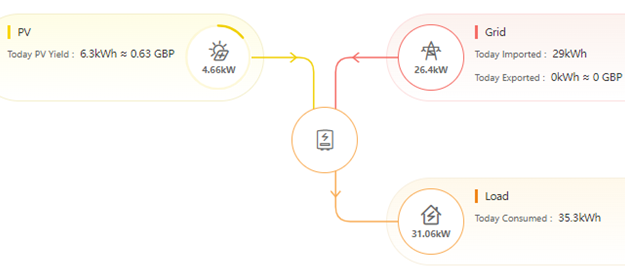 PV
Today PV Yield : 6.3kWh ≈ 0.63 GBP
4.66kW
Grid
Today Imported : 29kWh
Today Exported : 0kWh ≈ 0 GBP
26.4kW
Load
Today Consumed : 35.3kWh
31.06kW